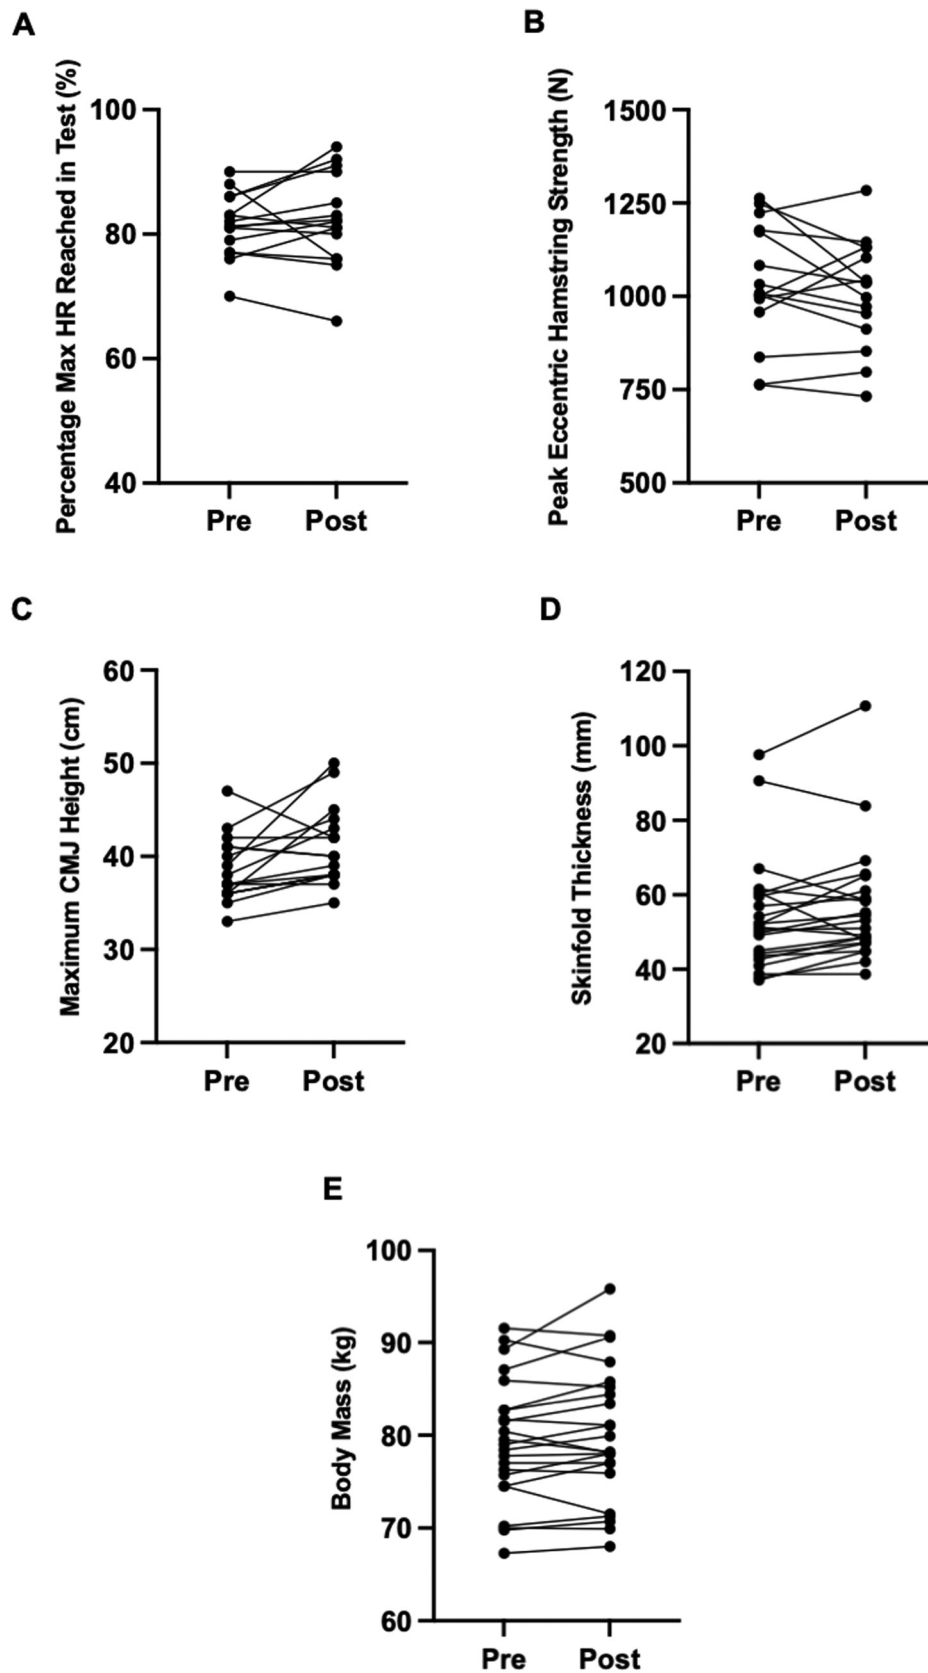 A
Percentage Max HR Reached in Test (%)
100
80
60
40
Pre Post
B
Peak Eccentric Hamstring Strength (N)
1500
1250
1000
750
500
Pre Post
C
Maximum CMJ Height (cm)
60
50
40
30
20
Pre Post
D
Skinfold Thickness (mm)
120
100
80
60
40
20
Pre Post
E
Body Mass (kg)
100
90
80
70
60
Pre Post